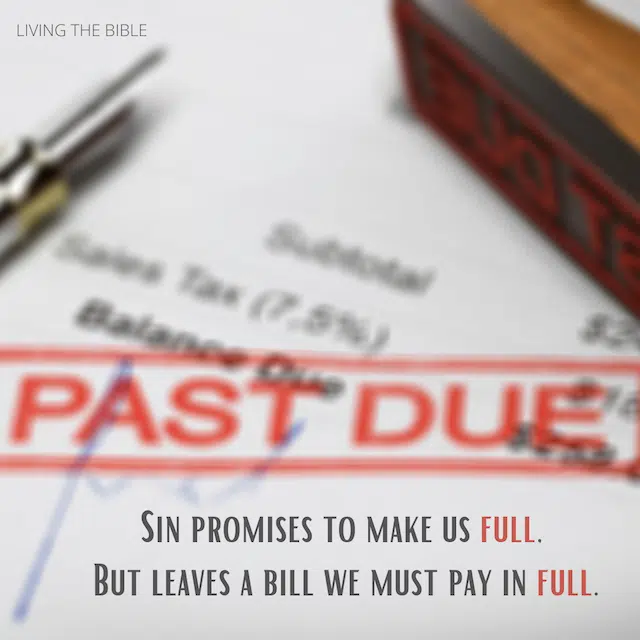 LIVING THE BIBLE
Subtotal
Sales Tax (7.5%)
Balance Due
PAST DUE
SIN PROMISES TO MAKE US FULL.
BUT LEAVES A BILL WE MUST PAY IN FULL.